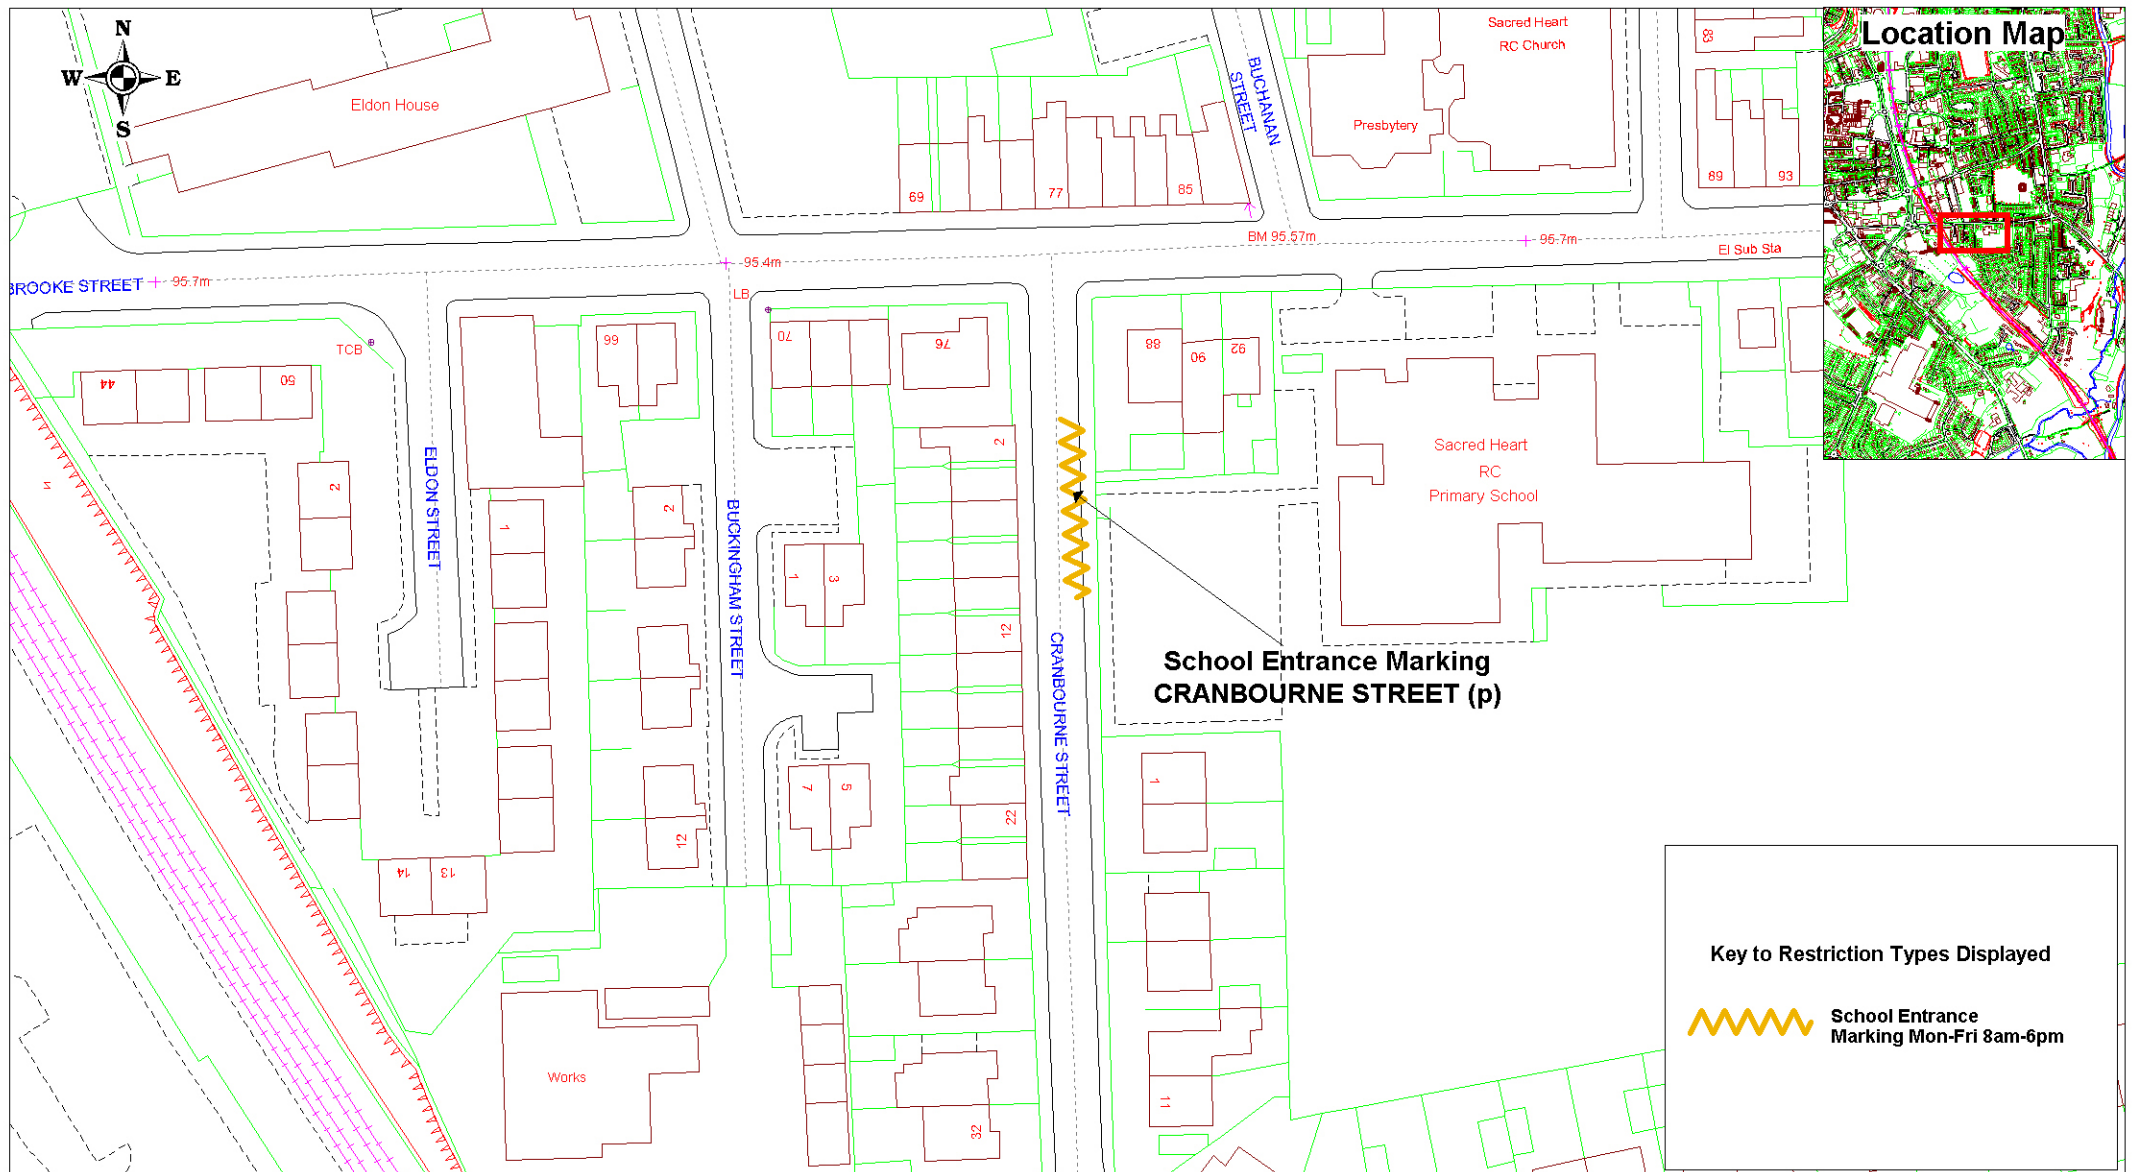 N
W E
S
Location Map
Eldon House
BUCHANAN
STREET
Sacred Heart
RC Church
Presbytery
83
69
77
85
89
93
BROOKE STREET
95.7m
95.4m
BM 95.57m
95.7m
El Sub Sta
LB
TCB
44
50
66
70
76
88
90
92
2
ELDON STREET
1
2
BUCKINGHAM STREET
1
3
2
12
CRANBOURNE STREET
Sacred Heart
RC
Primary School
School Entrance Marking
CRANBOURNE STREET (p)
7
5
22
12
1
14
13
Works
32
11
Key to Restriction Types Displayed
School Entrance
Marking Mon-Fri 8am-6pm